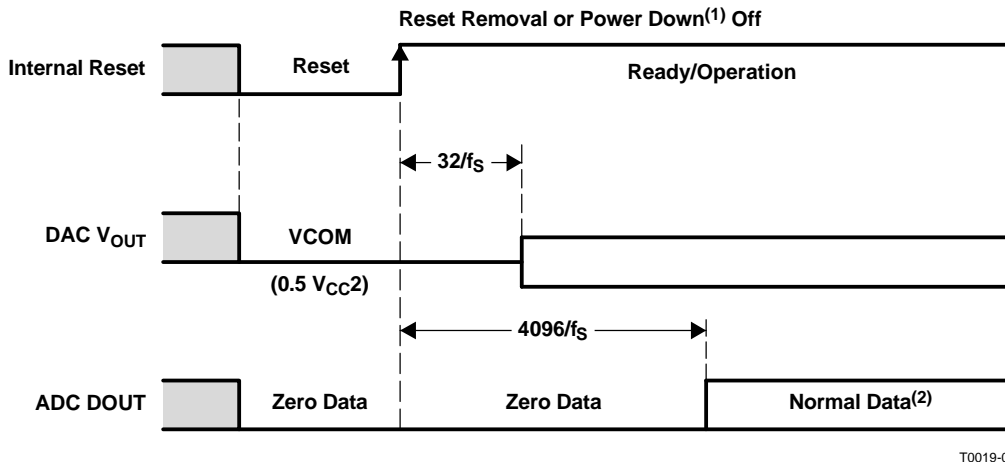 Reset Removal or Power Down(1) Off
Internal Reset
Reset
Ready/Operation
32/fS
DAC VOUT
VCOM
(0.5 VCC2)
4096/fS
ADC DOUT
Zero Data
Zero Data
Normal Data(2)